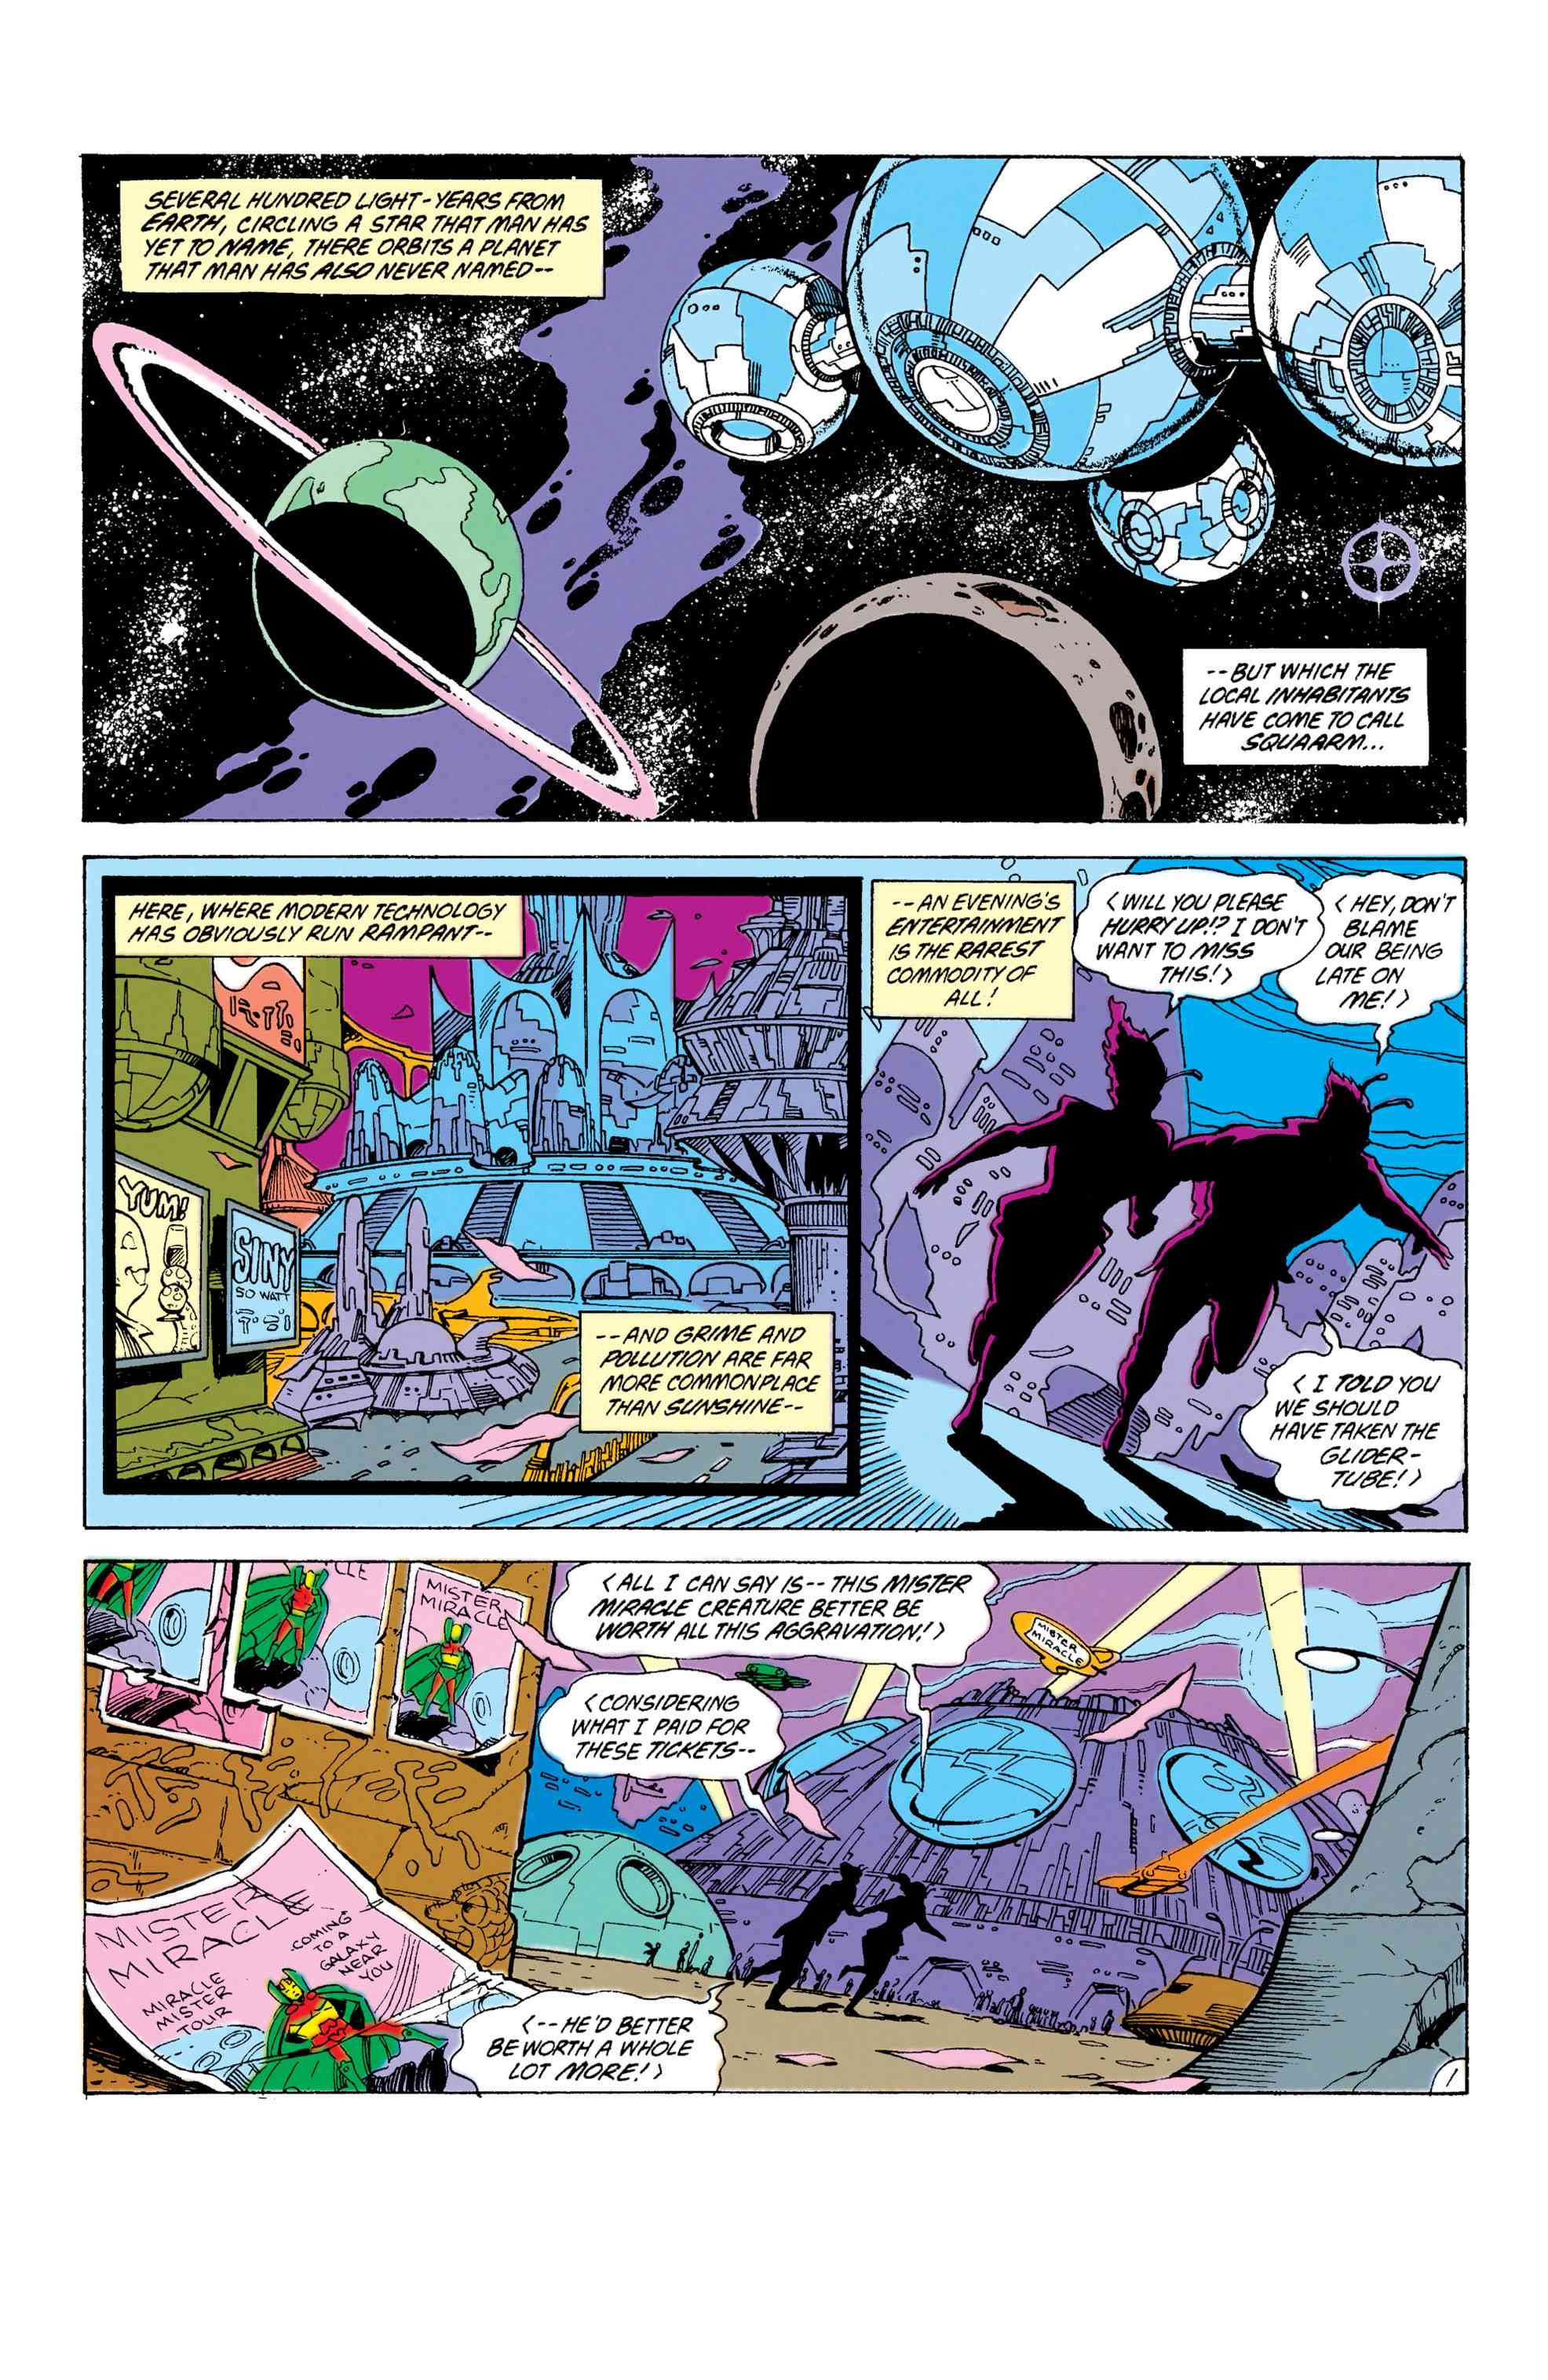 SEVERAL HUNDRED LIGHT-YEARS FROM
EARTH, CIRCLING A STAR THAT MAN HAS
YET TO NAME, THERE ORBITS A PLANET
THAT MAN HAS ALSO NEVER NAMED--
--BUT WHICH THE
LOCAL INHABITANTS
HAVE COME TO CALL
SQUAARM...
HERE, WHERE MODERN TECHNOLOGY
HAS OBVIOUSLY RUN RAMPANT--
YUM!
SINY
50 WATT
--AND GRIME AND
POLLUTION ARE FAR
MORE COMMONPLACE
THAN SUNSHINE--
--AN EVENING'S
ENTERTAINMENT
IS THE RAREST
COMMODITY OF
ALL!
<WILL YOU PLEASE
HURRY UP!? I DON'T
WANT TO MISS
THIS!>
<HEY, DON'T
BLAME
OUR BEING
LATE ON
ME!>
<I TOLD YOU
WE SHOULD
HAVE TAKEN THE
GLIDER-
TUBE!>
CLE
MISTER
MIRACLE
<ALL I CAN SAY IS-- THIS MISTER
MIRACLE CREATURE BETTER BE
WORTH ALL THIS AGGRAVATION!>
MISTER
MIRACLE
<CONSIDERING
WHAT I PAID FOR
THESE TICKETS--
MISTER
MIRACLE
MIRACLE
MISTER
TOUR
COMING
TO A
GALAXY
NEAR
YOU
<--HE'D BETTER
BE WORTH A WHOLE
LOT MORE!>
1